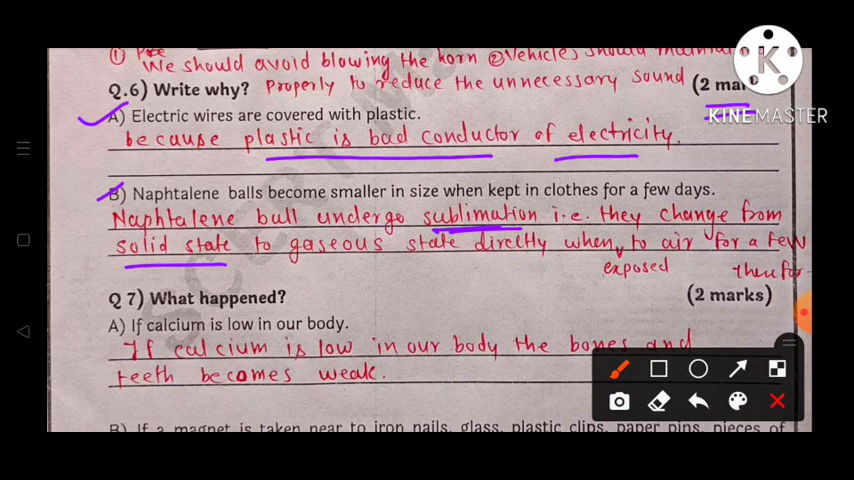 ① Pre
We should avoid blowing the horn ② Vehicles should maintain
Q.6) Write why? Properly to reduce the unnecessary sound (2 mar
KINEMASTER
A) Electric wires are covered with plastic.
because plastic is bad conductor of electricity.
B) Naphtalene balls become smaller in size when kept in clothes for a few days.
Naphtalene ball undergo sublimation i.e. they change from
solid state to gaseous state directly when to air for a few
exposed
Q 7) What happened? (2 marks)
A) If calcium is low in our body.
If calcium is low in our body the bones and
teeth becomes weak.
B) If a magnet is taken near to iron nails, glass, plastic clips, paper pins, pieces of